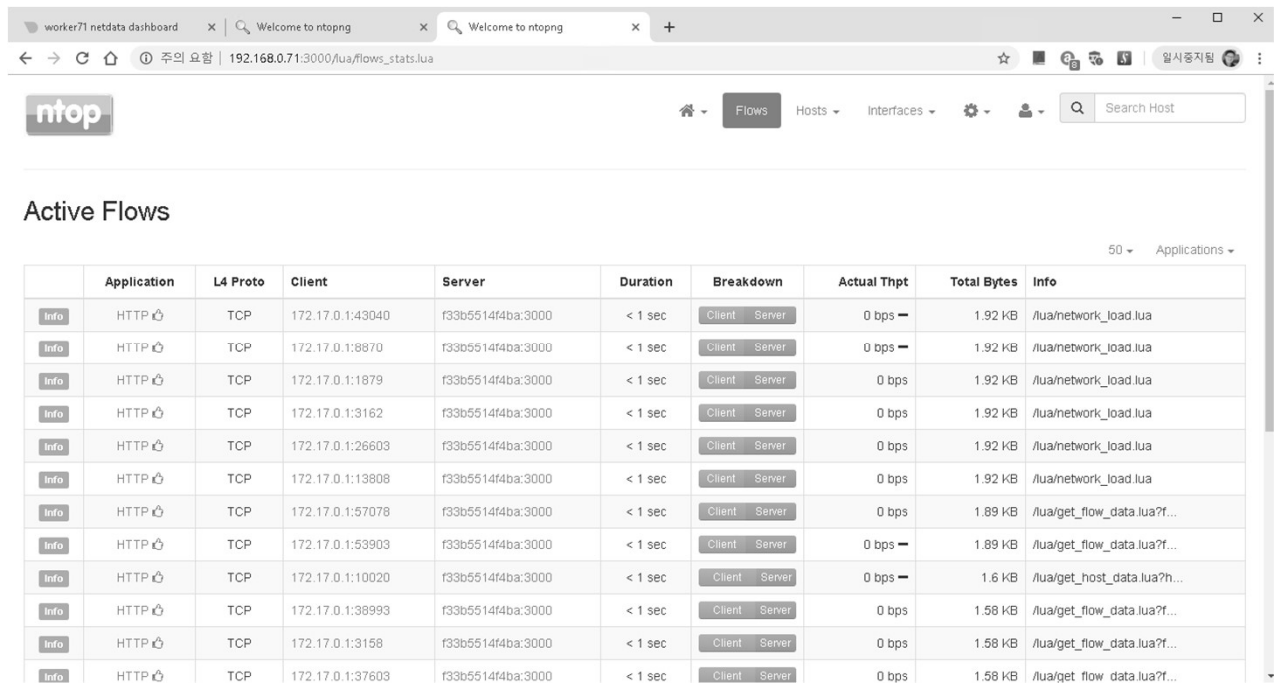 worker71 netdata dashboard Welcome to ntopng Welcome to ntopng
주의 요함 192.168.0.71:3000/lua/flows_stats.lua 일시중지됨
ntop Flows Hosts Interfaces Search Host
Active Flows
50 Applications
Application L4 Proto Client Server Duration Breakdown Actual Thpt Total Bytes Info
Info HTTP TCP 172.17.0.1:43040 f33b5514f4ba:3000 < 1 sec Client Server 0 bps 1.92 KB /lua/network_load.lua
Info HTTP TCP 172.17.0.1:8870 f33b5514f4ba:3000 < 1 sec Client Server 0 bps 1.92 KB /lua/network_load.lua
Info HTTP TCP 172.17.0.1:1879 f33b5514f4ba:3000 < 1 sec Client Server 0 bps 1.92 KB /lua/network_load.lua
Info HTTP TCP 172.17.0.1:3162 f33b5514f4ba:3000 < 1 sec Client Server 0 bps 1.92 KB /lua/network_load.lua
Info HTTP TCP 172.17.0.1:26603 f33b5514f4ba:3000 < 1 sec Client Server 0 bps 1.92 KB /lua/network_load.lua
Info HTTP TCP 172.17.0.1:13808 f33b5514f4ba:3000 < 1 sec Client Server 0 bps 1.92 KB /lua/network_load.lua
Info HTTP TCP 172.17.0.1:57078 f33b5514f4ba:3000 < 1 sec Client Server 0 bps 1.89 KB /lua/get_flow_data.lua?f...
Info HTTP TCP 172.17.0.1:53903 f33b5514f4ba:3000 < 1 sec Client Server 0 bps 1.89 KB /lua/get_flow_data.lua?f...
Info HTTP TCP 172.17.0.1:10020 f33b5514f4ba:3000 < 1 sec Client Server 0 bps 1.6 KB /lua/get_host_data.lua?h...
Info HTTP TCP 172.17.0.1:38993 f33b5514f4ba:3000 < 1 sec Client Server 0 bps 1.58 KB /lua/get_flow_data.lua?f...
Info HTTP TCP 172.17.0.1:3158 f33b5514f4ba:3000 < 1 sec Client Server 0 bps 1.58 KB /lua/get_flow_data.lua?f...
Info HTTP TCP 172.17.0.1:37603 f33b5514f4ba:3000 < 1 sec Client Server 0 bps 1.58 KB /lua/get_flow_data.lua?f...